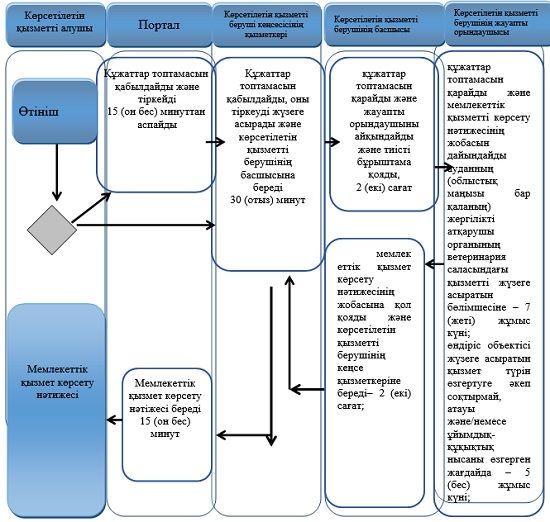 Көрсетілетін
қызметті алушы
Портал
Көрсетілетін қызметті
беруші кеңсесісінің
қызметкері
Көрсетілетін қызметті
берушінің басшысы
Көрсетілетін қызметті
берушінің жауапты
орындаушысы
Өтініш
Құжаттар топтамасын
қабылдайды және
тіркейді
15 (он бес) минуттан
аспайды
Құжаттар
топтамасын
қабылдайды, оны
тіркеуді жүзеге
асырады және
көрсетілетін
қызметті
берушінің
басшысына
береді
30 (отыз) минут
құжаттар
топтамасын
қарайды және
жауапты
орындаушыны
айқындайды
және тиісті
бұрыштама
қояды,
2 (екі) сағат
құжаттар
топтамасын
қарайды және
мемлекеттік қызметті
көрсету нәтижесінің
жобасын
дайындайды
ауданның
(облыстық
маңызы бар
қаланың)
жергілікті
атқарушы
органының
ветеринария
саласындағы
қызметті жүзеге
асыратын
бөлімшесіне – 7
(жеті) жұмыс
күні;
өндіріс объектісі
жүзеге асыратын
қызмет түрін
өзгертуге әкеп
соқтырмай,
атауы
және/немесе
ұйымдық-
құқықтық
нысаны өзгерген
жағдайда – 5
(бес) жұмыс
күні;
мемлек
еттік қызмет
көрсету
нәтижесінің
жобасына қол
қояды және
көрсетілетін
қызметті
берушінің
кеңсе
қызметкеріне
береді– 2 (екі)
сағат;
Мемлекеттік
қызмет көрсету
нәтіжесі береді
15 (он бес)
минут
Мемлекеттік
қызмет көрсету
нәтижесі